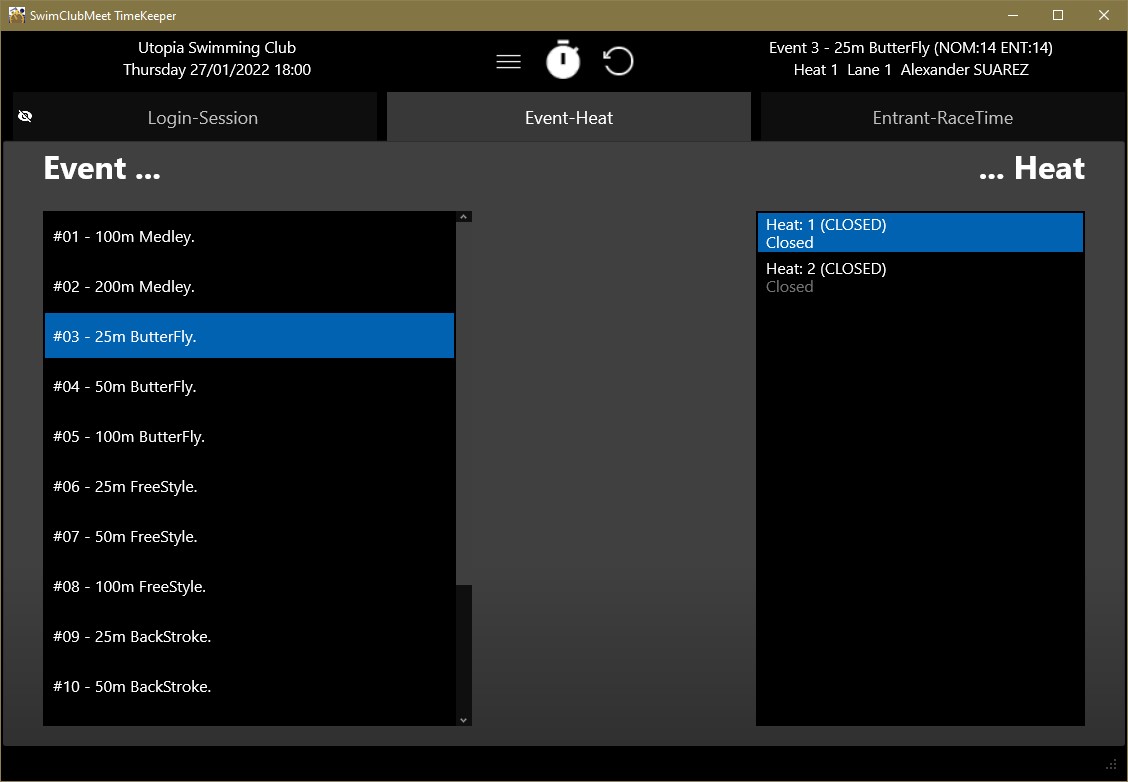 SwimClubMeet TimeKeeper
Utopia Swimming Club
Thursday 27/01/2022 18:00
Event 3 - 25m ButterFly (NOM:14 ENT:14)
Heat 1 Lane 1 Alexander SUAREZ
Login-Session
Event-Heat
Entrant-RaceTime
Event ...
... Heat
#01 - 100m Medley.
#02 - 200m Medley.
#03 - 25m ButterFly.
#04 - 50m ButterFly.
#05 - 100m ButterFly.
#06 - 25m FreeStyle.
#07 - 50m FreeStyle.
#08 - 100m FreeStyle.
#09 - 25m BackStroke.
#10 - 50m BackStroke.
Heat: 1 (CLOSED)
Closed
Heat: 2 (CLOSED)
Closed